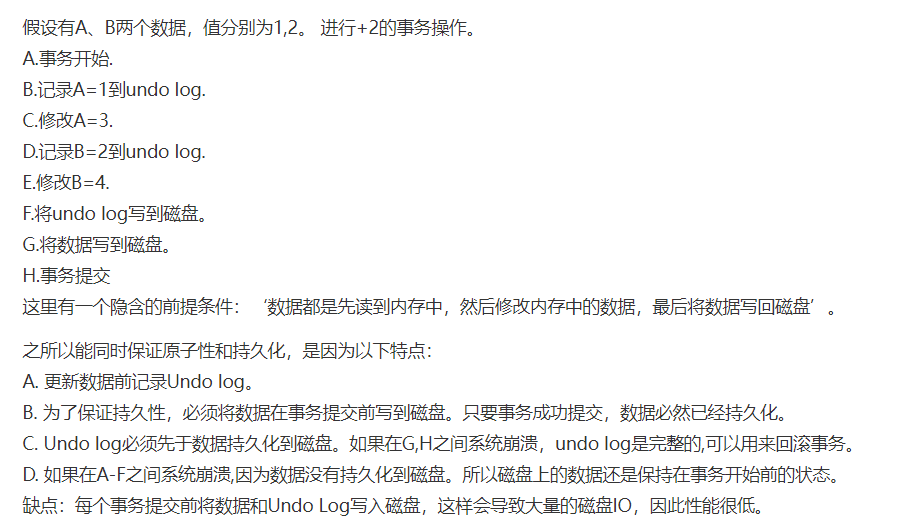 假设有A、B两个数据，值分别为1,2。 进行+2的事务操作。
A.事务开始.
B.记录A=1到undo log.
C.修改A=3.
D.记录B=2到undo log.
E.修改B=4.
F.将undo log写到磁盘。
G.将数据写到磁盘。
H.事务提交
这里有一个隐含的前提条件：‘数据都是先读到内存中，然后修改内存中的数据，最后将数据写回磁盘’。
之所以能同时保证原子性和持久化，是因为以下特点：
A. 更新数据前记录Undo log。
B. 为了保证持久性，必须将数据在事务提交前写到磁盘。只要事务成功提交，数据必然已经持久化。
C. Undo log必须先于数据持久化到磁盘。如果在G,H之间系统崩溃，undo log是完整的,可以用来回滚事务。
D. 如果在A-F之间系统崩溃,因为数据没有持久化到磁盘。所以磁盘上的数据还是保持在事务开始前的状态。
缺点：每个事务提交前将数据和Undo Log写入磁盘，这样会导致大量的磁盘IO，因此性能很低。